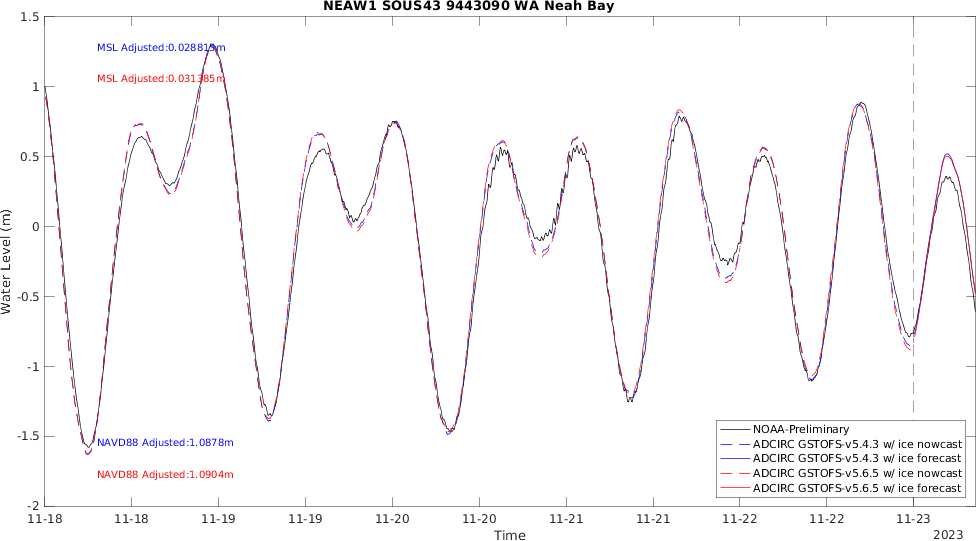 NEAW1 SOUS43 9443090 WA Neah Bay
1.5
1
0.5
0
-0.5
-1
-1.5
-2
Water Level (m)
MSL Adjusted:0.028815m
MSL Adjusted:0.031385m
NAVD88 Adjusted:1.0878m
NAVD88 Adjusted:1.0904m
NOAA-Preliminary
ADCIRC GSTOFS-v5.4.3 w/ ice nowcast
ADCIRC GSTOFS-v5.4.3 w/ ice forecast
ADCIRC GSTOFS-v5.6.5 w/ ice nowcast
ADCIRC GSTOFS-v5.6.5 w/ ice forecast
11-18 11-18 11-19 11-19 11-20 11-20 11-21 11-21 11-22 11-22 11-23
Time
2023